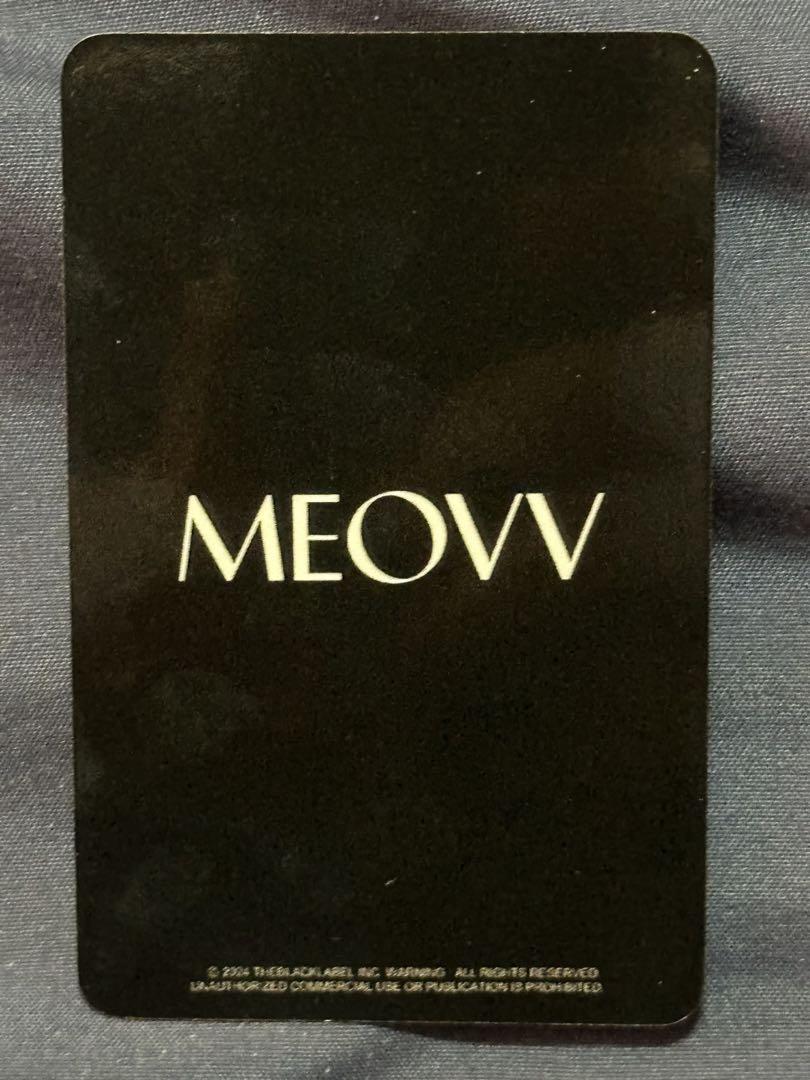 MEOVV
© 2024 THEBLACKLABEL INC. WARNING ALL RIGHTS RESERVED
UNAUTHORIZED COMMERCIAL USE OR PUBLICATION IS PROHIBITED